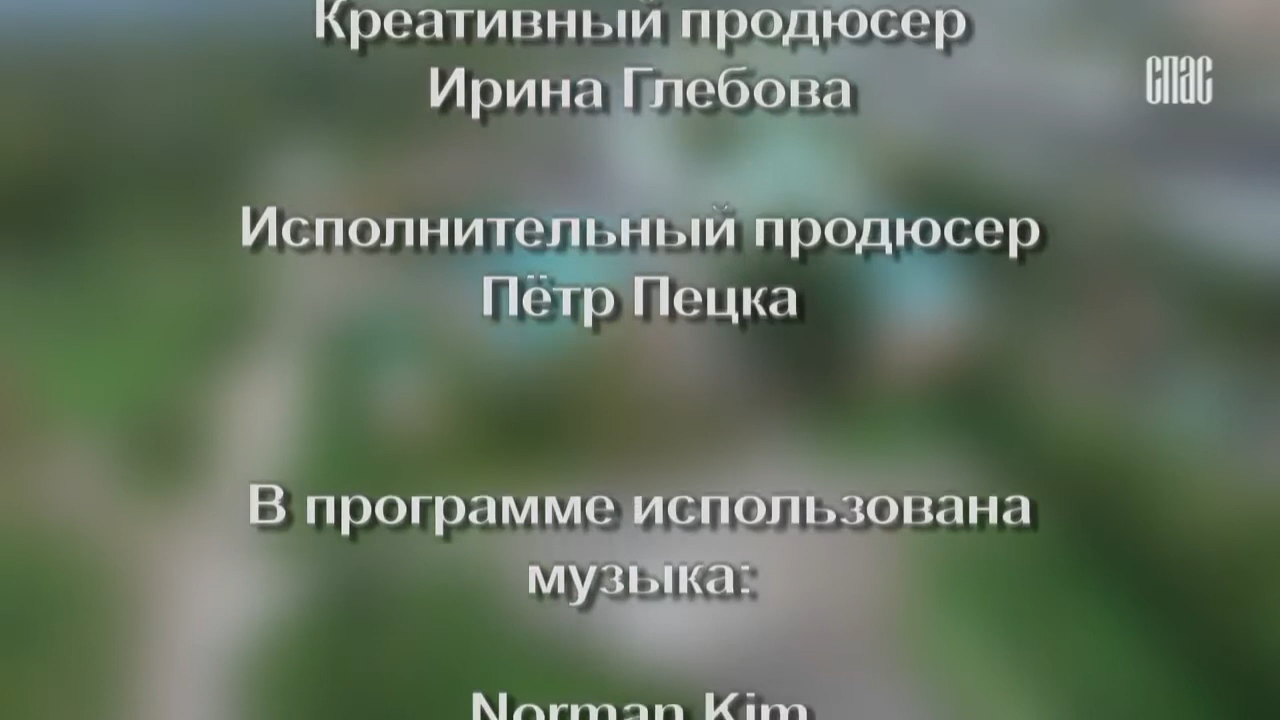 Креативный продюсер
СПАС
Ирина Глебова
Исполнительный продюсер
Пётр Пецка
В программе использована
музыка:
Norman Kim